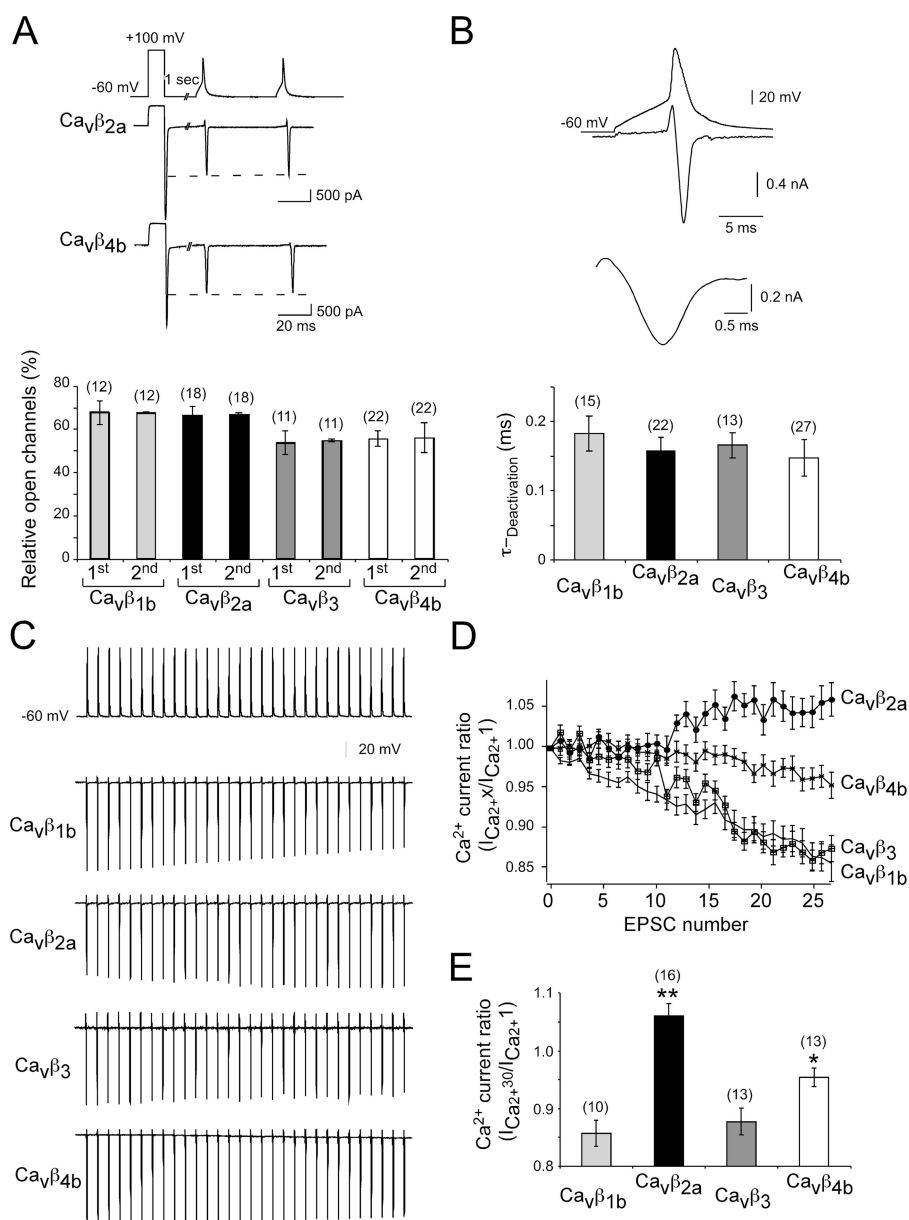 A
+100 mV
-60 mV
1 sec
Caᵥβ2a
500 pA
Caᵥβ4b
500 pA
20 ms
Relative open channels (%)
80
60
40
20
0
(12)
(12)
(18)
(18)
(11)
(11)
(22)
(22)
1st
2nd
1st
2nd
1st
2nd
1st
2nd
Caᵥβ1b
Caᵥβ2a
Caᵥβ3
Caᵥβ4b
B
-60 mV
20 mV
0.4 nA
5 ms
0.2 nA
0.5 ms
τ–Deactivation (ms)
0.2
0.1
0
(15)
(22)
(13)
(27)
Caᵥβ1b
Caᵥβ2a
Caᵥβ3
Caᵥβ4b
C
-60 mV
20 mV
Caᵥβ1b
Caᵥβ2a
Caᵥβ3
Caᵥβ4b
D
Ca2+ current ratio
(ICa2+x/ICa2+1)
1.05
1.00
0.95
0.90
0.85
0
5
10
15
20
25
EPSC number
Caᵥβ2a
Caᵥβ4b
Caᵥβ3
Caᵥβ1b
E
Ca2+ current ratio
(ICa2+30/ICa2+1)
1.1
1.0
0.9
0.8
(10)
(16)
**
(13)
(13)
*
Caᵥβ1b
Caᵥβ2a
Caᵥβ3
Caᵥβ4b